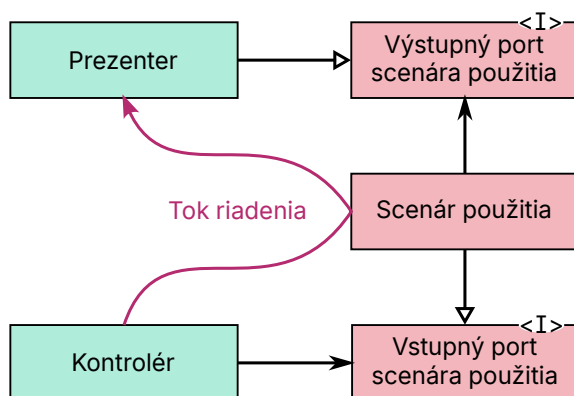 Prezenter
<I>
Výstupný port
scenára použitia
Tok riadenia
Scenár použitia
Kontrolér
<I>
Vstupný port
scenára použitia